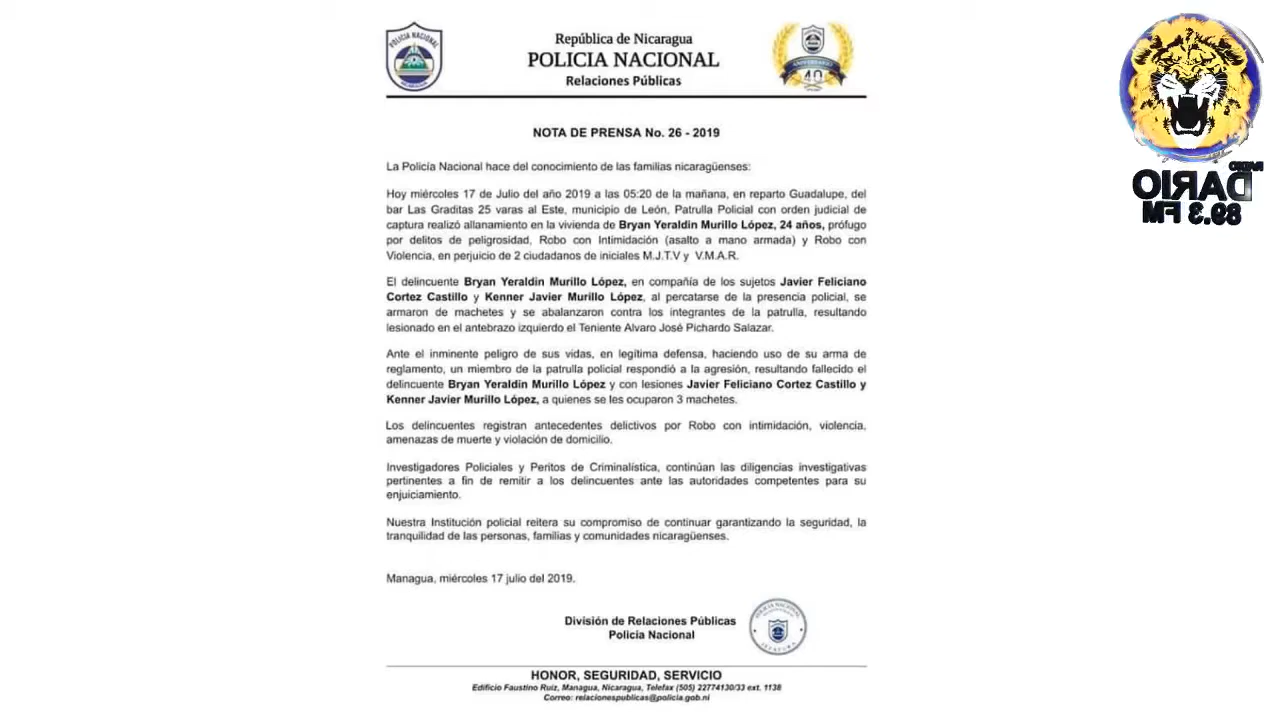 POLICIA NACIONAL
República de Nicaragua
POLICIA NACIONAL
Relaciones Públicas
ANIVERSARIO
40
RADIO
DARIO
89.3 FM
NOTA DE PRENSA No. 26 - 2019
La Policía Nacional hace del conocimiento de las familias nicaragüenses:
Hoy miércoles 17 de Julio del año 2019 a las 05:20 de la mañana, en reparto Guadalupe, del
bar Las Graditas 25 varas al Este, municipio de León, Patrulla Policial con orden judicial de
captura realizó allanamiento en la vivienda de Bryan Yeraldin Murillo López, 24 años, prófugo
por delitos de peligrosidad, Robo con Intimidación (asalto a mano armada) y Robo con
Violencia, en perjuicio de 2 ciudadanos de iniciales M.J.T.V y V.M.A.R.
El delincuente Bryan Yeraldin Murillo López, en compañía de los sujetos Javier Feliciano
Cortez Castillo y Kenner Javier Murillo López, al percatarse de la presencia policial, se
armaron de machetes y se abalanzaron contra los integrantes de la patrulla, resultando
lesionado en el antebrazo izquierdo el Teniente Alvaro José Pichardo Salazar.
Ante el inminente peligro de sus vidas, en legítima defensa, haciendo uso de su arma de
reglamento, un miembro de la patrulla policial respondió a la agresión, resultando fallecido el
delincuente Bryan Yeraldin Murillo López y con lesiones Javier Feliciano Cortez Castillo y
Kenner Javier Murillo López, a quienes se les ocuparon 3 machetes.
Los delincuentes registran antecedentes delictivos por Robo con intimidación, violencia,
amenazas de muerte y violación de domicilio.
Investigadores Policiales y Peritos de Criminalística, continúan las diligencias investigativas
pertinentes a fin de remitir a los delincuentes ante las autoridades competentes para su
enjuiciamiento.
Nuestra Institución policial reitera su compromiso de continuar garantizando la seguridad, la
tranquilidad de las personas, familias y comunidades nicaragüenses.
Managua, miércoles 17 julio del 2019.
División de Relaciones Públicas
Policía Nacional
POLICIA NACIONAL
JEFATURA
HONOR, SEGURIDAD, SERVICIO
Edificio Faustino Ruiz, Managua, Nicaragua, Telefax (505) 22774130/33 ext. 1138
Correo: relacionespublicas@policia.gob.ni